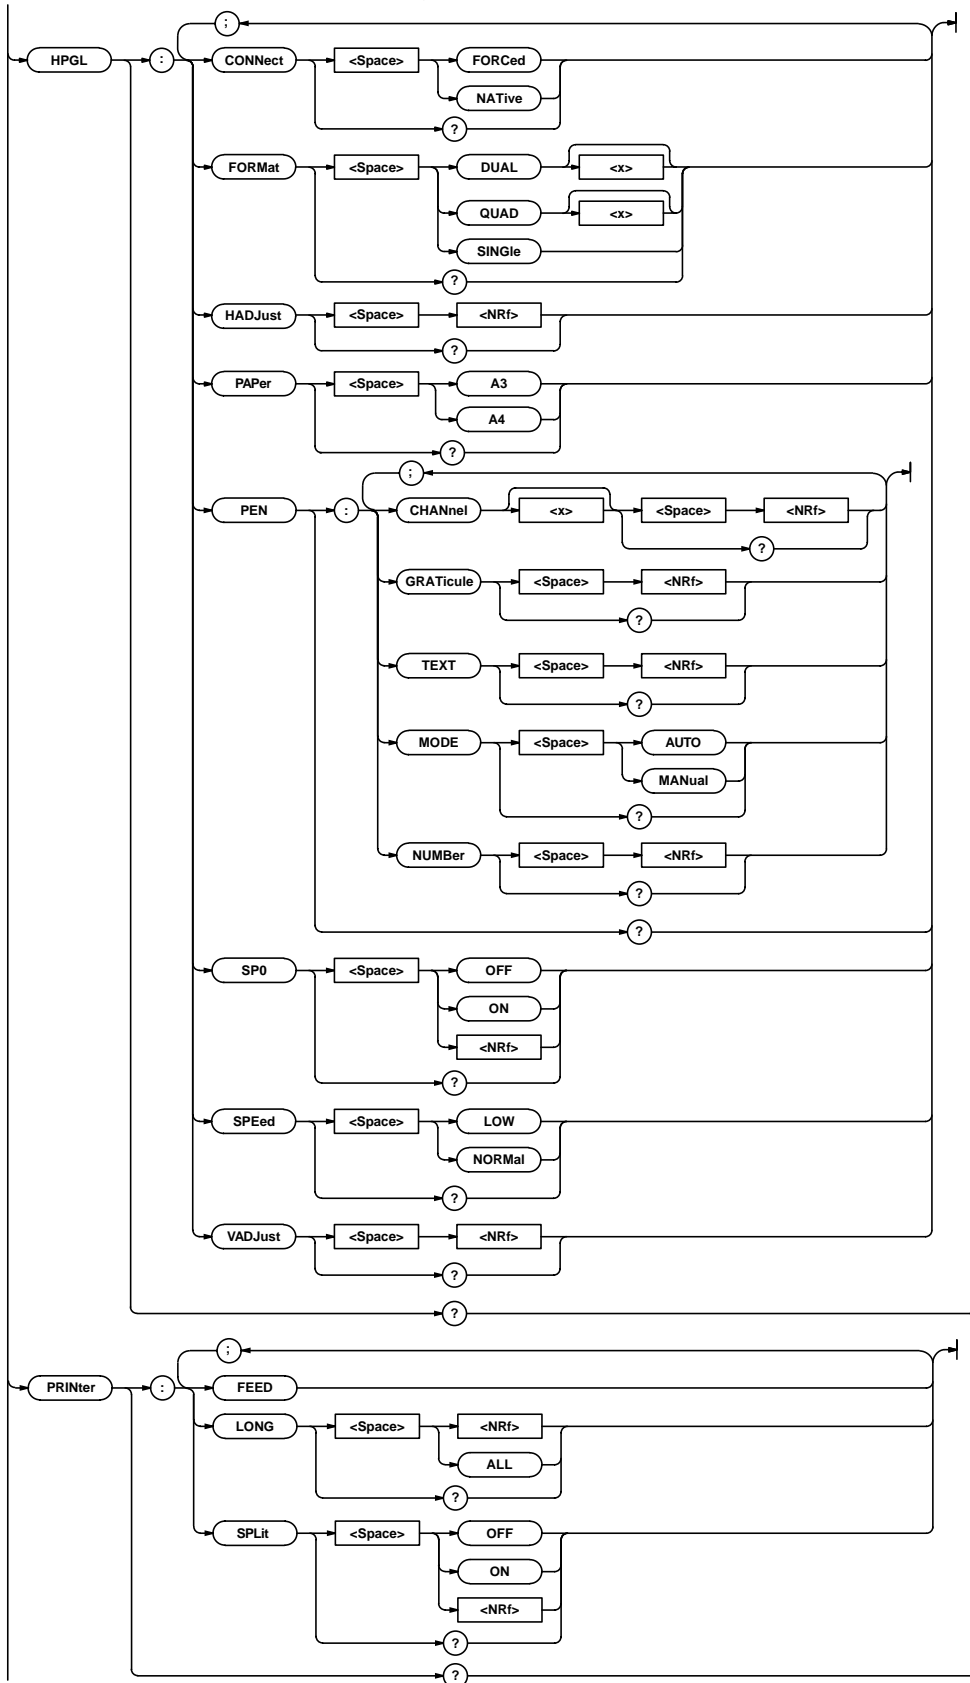 ;
HPGL : CONNect <Space> FORCed
NATive
?
FORMat <Space> DUAL <x>
QUAD <x>
SINGle
?
HADJust <Space> <NRf>
?
PAPer <Space> A3
A4
?
;
PEN : CHANnel <x> <Space> <NRf>
?
GRATicule <Space> <NRf>
?
TEXT <Space> <NRf>
?
MODE <Space> AUTO
MANual
?
NUMBer <Space> <NRf>
?
?
SP0 <Space> OFF
ON
<NRf>
?
SPEed <Space> LOW
NORMal
?
VADJust <Space> <NRf>
?
?
;
PRINter : FEED
LONG <Space> <NRf>
ALL
?
SPLit <Space> OFF
ON
<NRf>
?
?